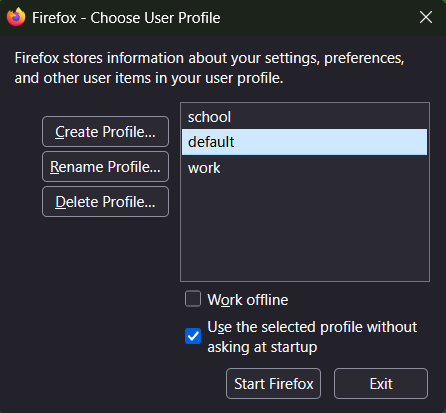 Firefox - Choose User Profile
Firefox stores information about your settings, preferences,
and other user items in your user profile.
Create Profile...
Rename Profile...
Delete Profile...
school
default
work
Work offline
Use the selected profile without
asking at startup
Start Firefox
Exit